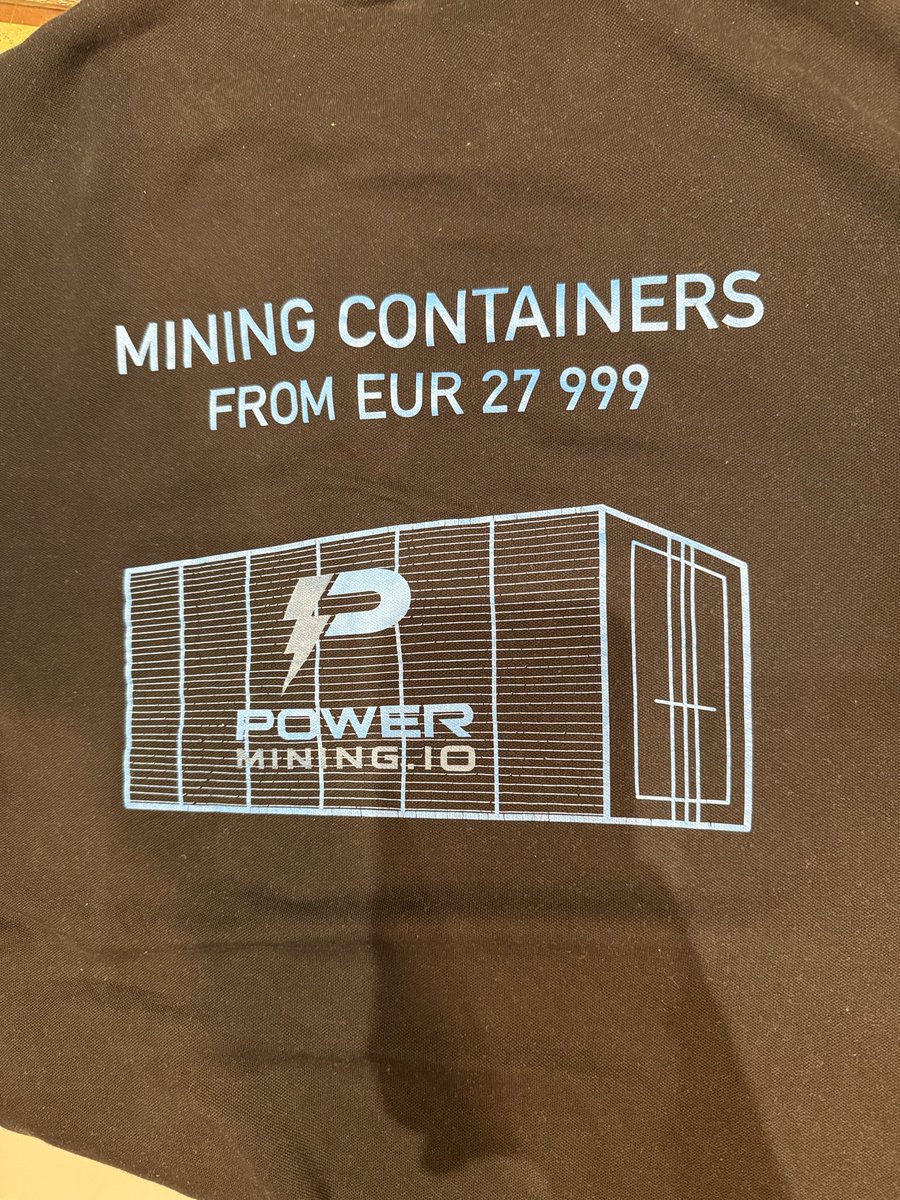 MINING CONTAINERS
FROM EUR 27 999
POWER
MINING.IO